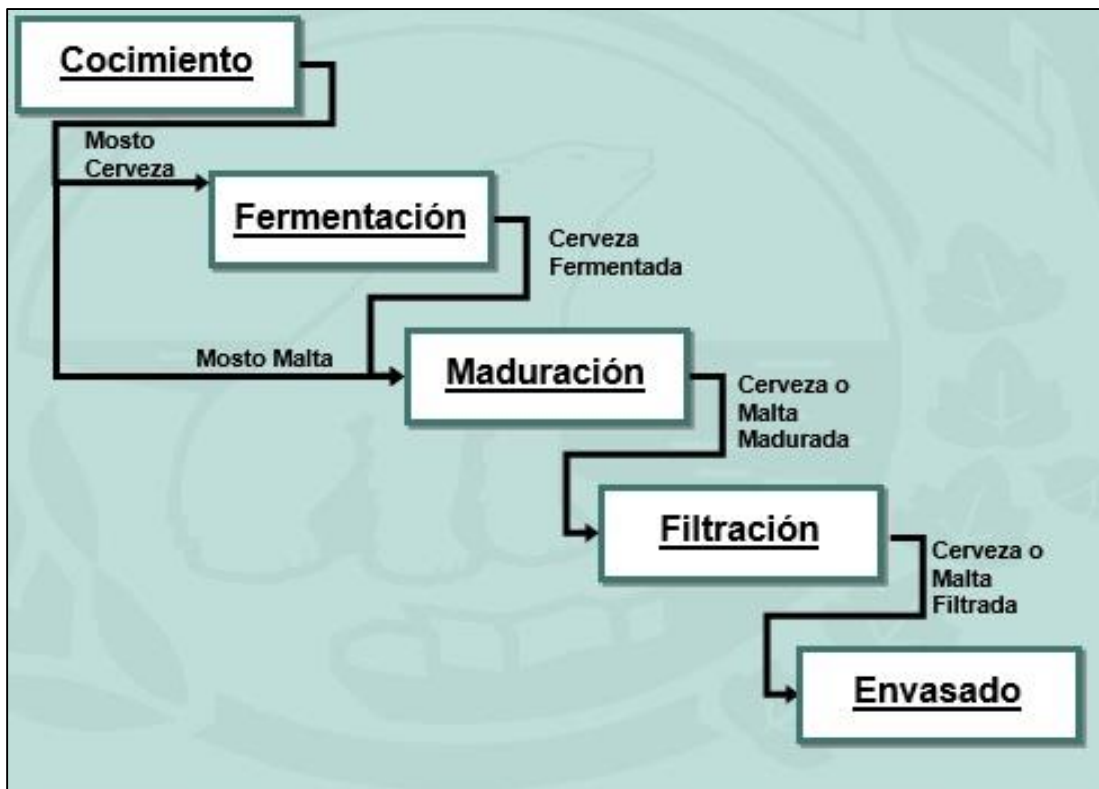 Cocimiento
Mosto
Cerveza
Fermentación
Cerveza
Fermentada
Mosto Malta
Maduración
Cerveza o
Malta
Madurada
Filtración
Cerveza o
Malta
Filtrada
Envasado